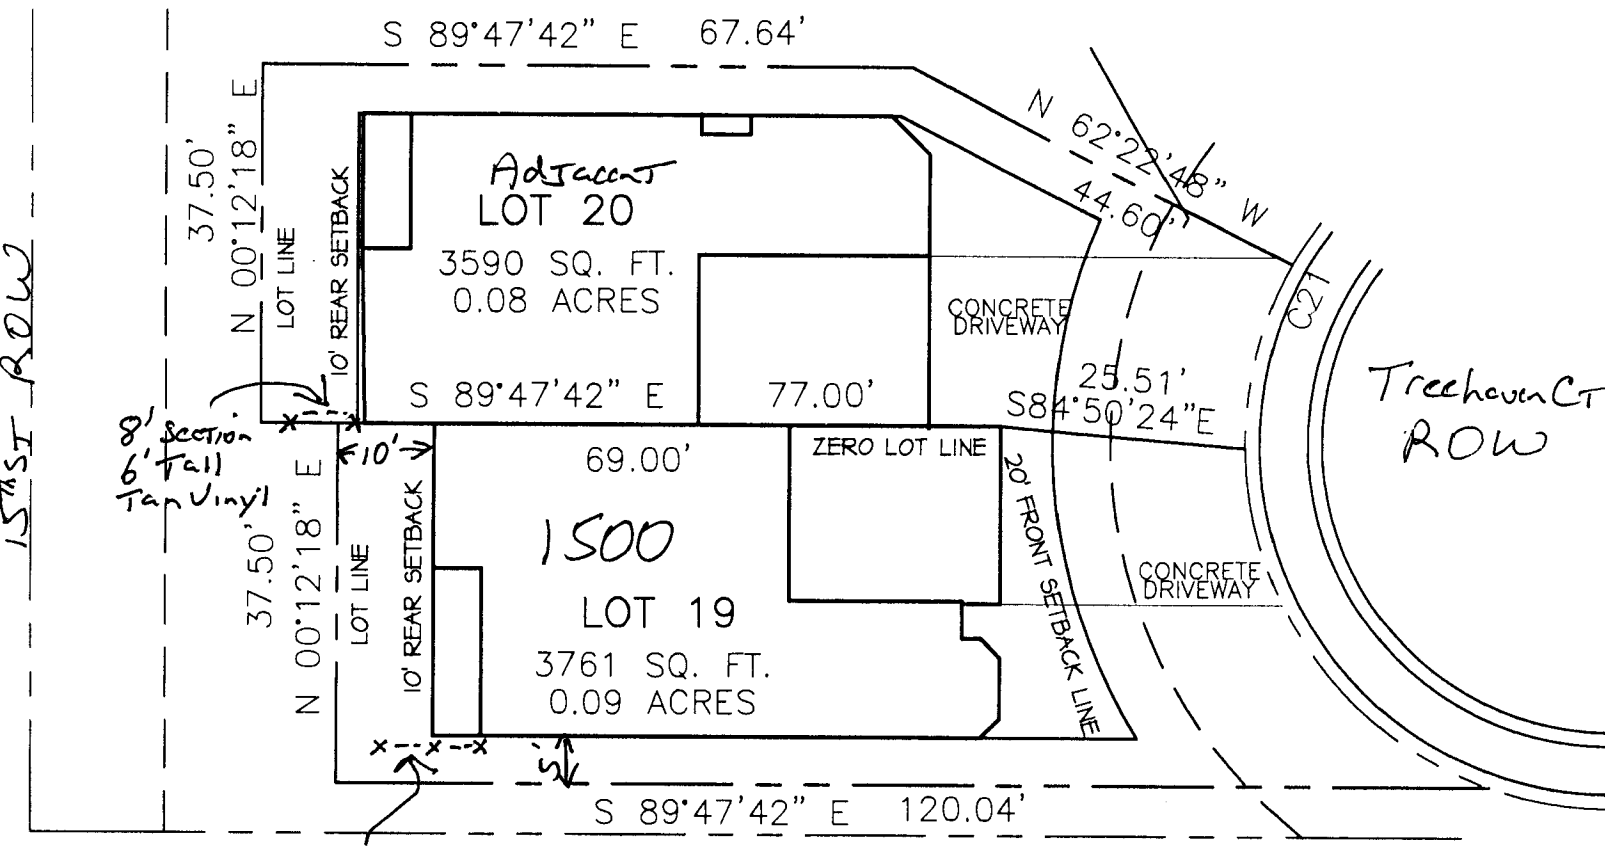 S 89°47'42" E 67.64'
N 62°22'48" W
44.60'
37.50'
N 00°12'18" E
LOT LINE
10' REAR SETBACK
Adjacent
LOT 20
3590 SQ. FT.
0.08 ACRES
CONCRETE
DRIVEWAY
C21
15th ST ROW
S 89°47'42" E 77.00'
25.51'
S84°50'24"E
Treehaven CT
ROW
8' Section
6' Tall
Tan Vinyl
10'
69.00'
ZERO LOT LINE
37.50'
N 00°12'18" E
LOT LINE
10' REAR SETBACK
1500
LOT 19
3761 SQ. FT.
0.09 ACRES
20' FRONT SETBACK LINE
CONCRETE
DRIVEWAY
5'
S 89°47'42" E 120.04'